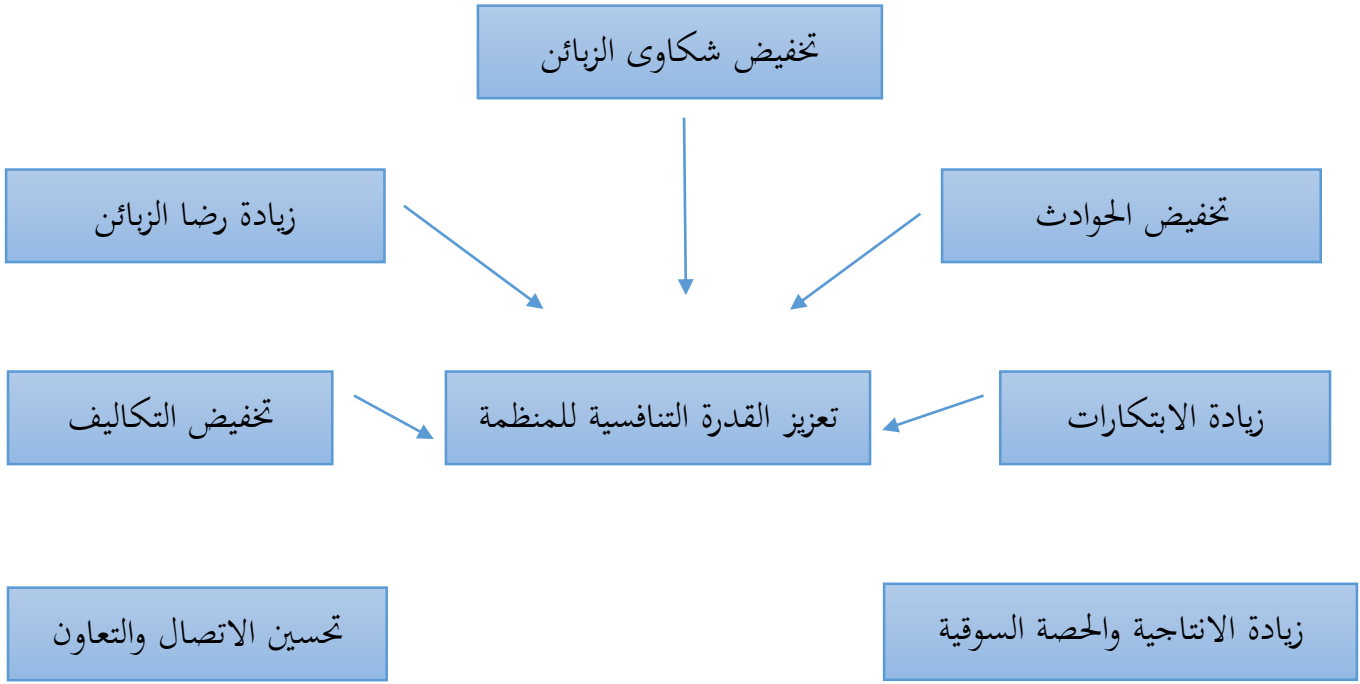 تخفيض شكاوى الزبائن
تخفيض الحوادث
زيادة رضا الزبائن
زيادة الابتكارات
تعزيز القدرة التنافسية للمنظمة
تخفيض التكاليف
زيادة الانتاجية والحصة السوقية
تحسين الاتصال والتعاون